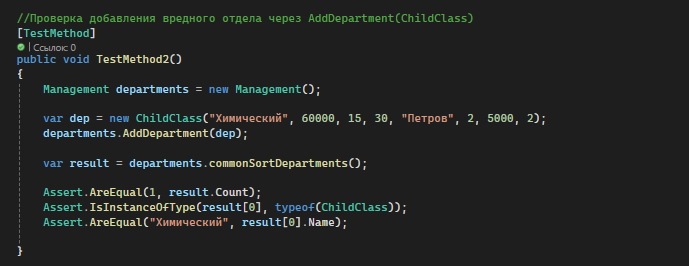 //Проверка добавления вредного отдела через AddDepartment(ChildClass)
[TestMethod]
| Ссылок: 0
public void TestMethod2()
{
Management departments = new Management();
var dep = new ChildClass("Химический", 60000, 15, 30, "Петров", 2, 5000, 2);
departments.AddDepartment(dep);
var result = departments.commonSortDepartments();
Assert.AreEqual(1, result.Count);
Assert.IsInstanceOfType(result[0], typeof(ChildClass));
Assert.AreEqual("Химический", result[0].Name);
}